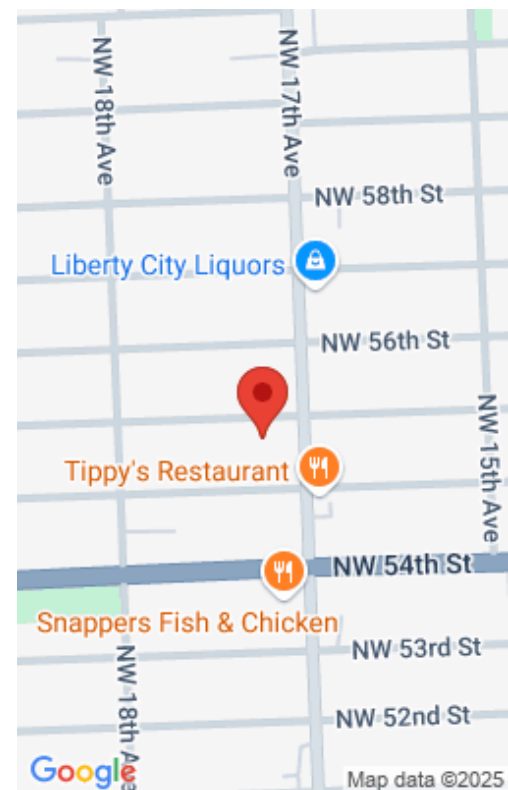 NW 18th Ave
NW 17th Ave
NW 58th St
Liberty City Liquors
NW 56th St
NW 15th Ave
Tippy's Restaurant
NW 54th St
Snappers Fish & Chicken
NW 53rd St
NW 18th A
NW 52nd St
Google
Map data ©2025